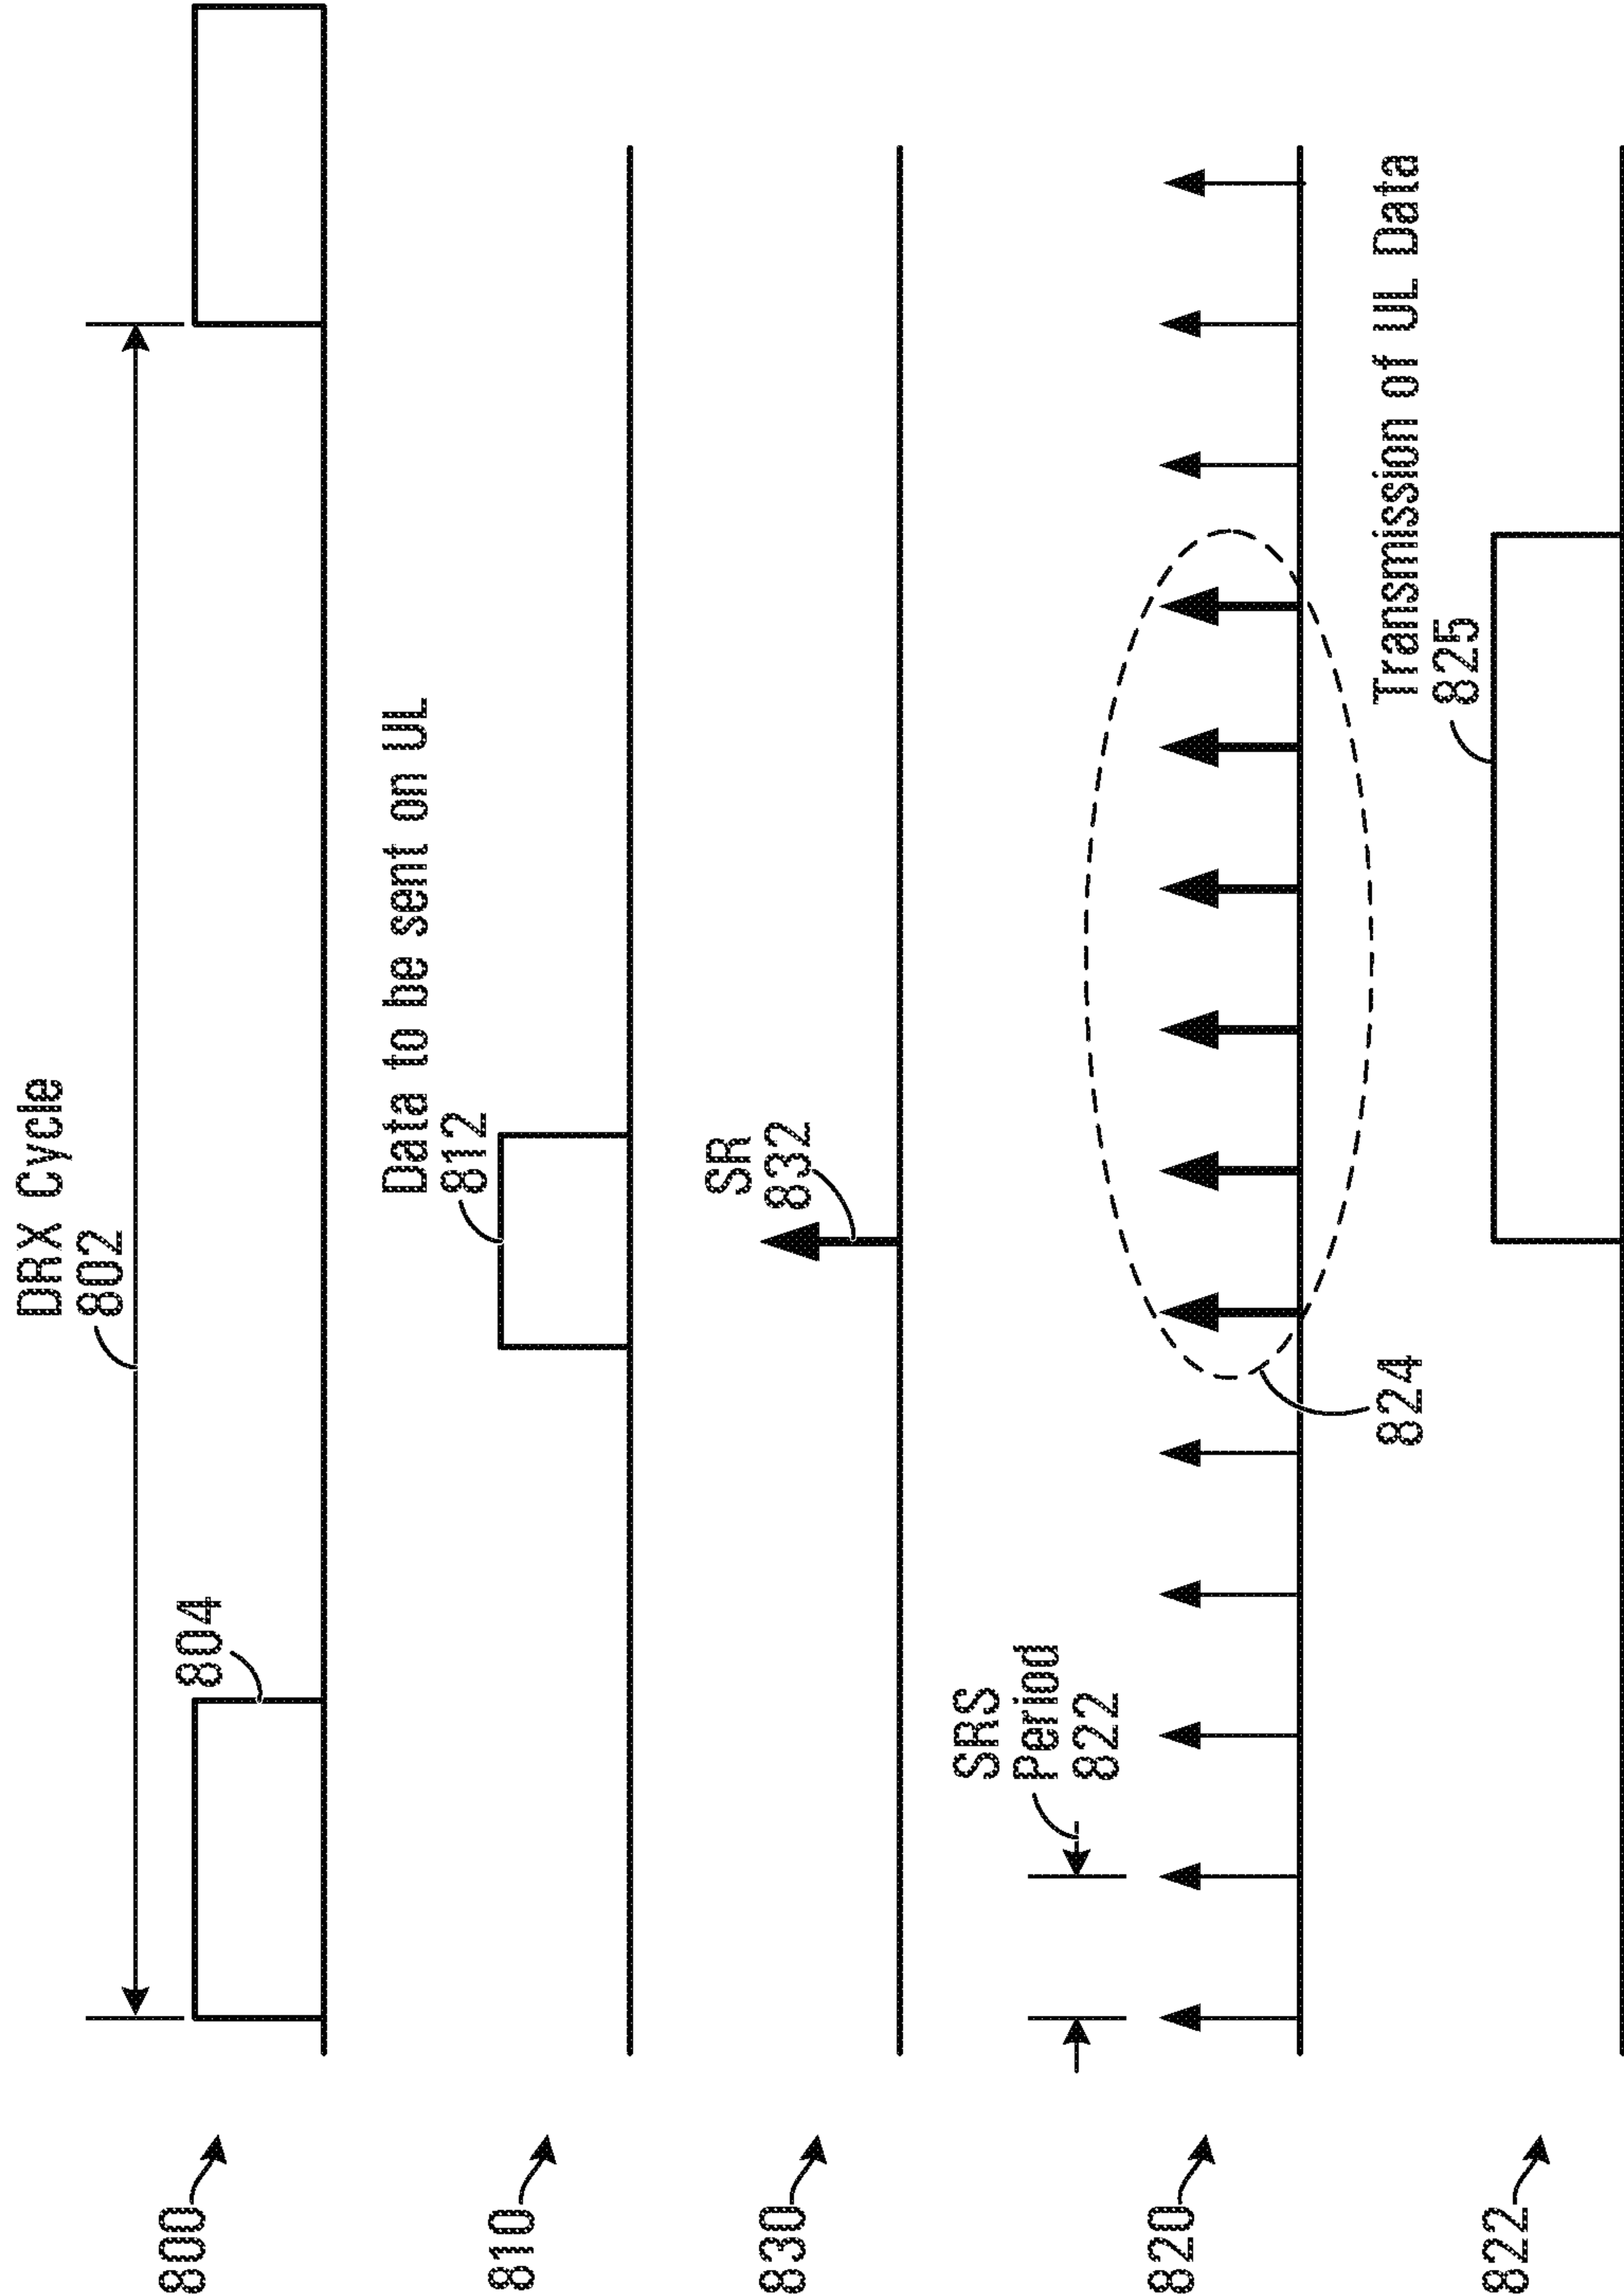 DRX Cycle
802
800
804
Data to be sent on UL
812
810
SR
832
830
SRS
Period
822
820
824
Transmission of UL Data
825
822